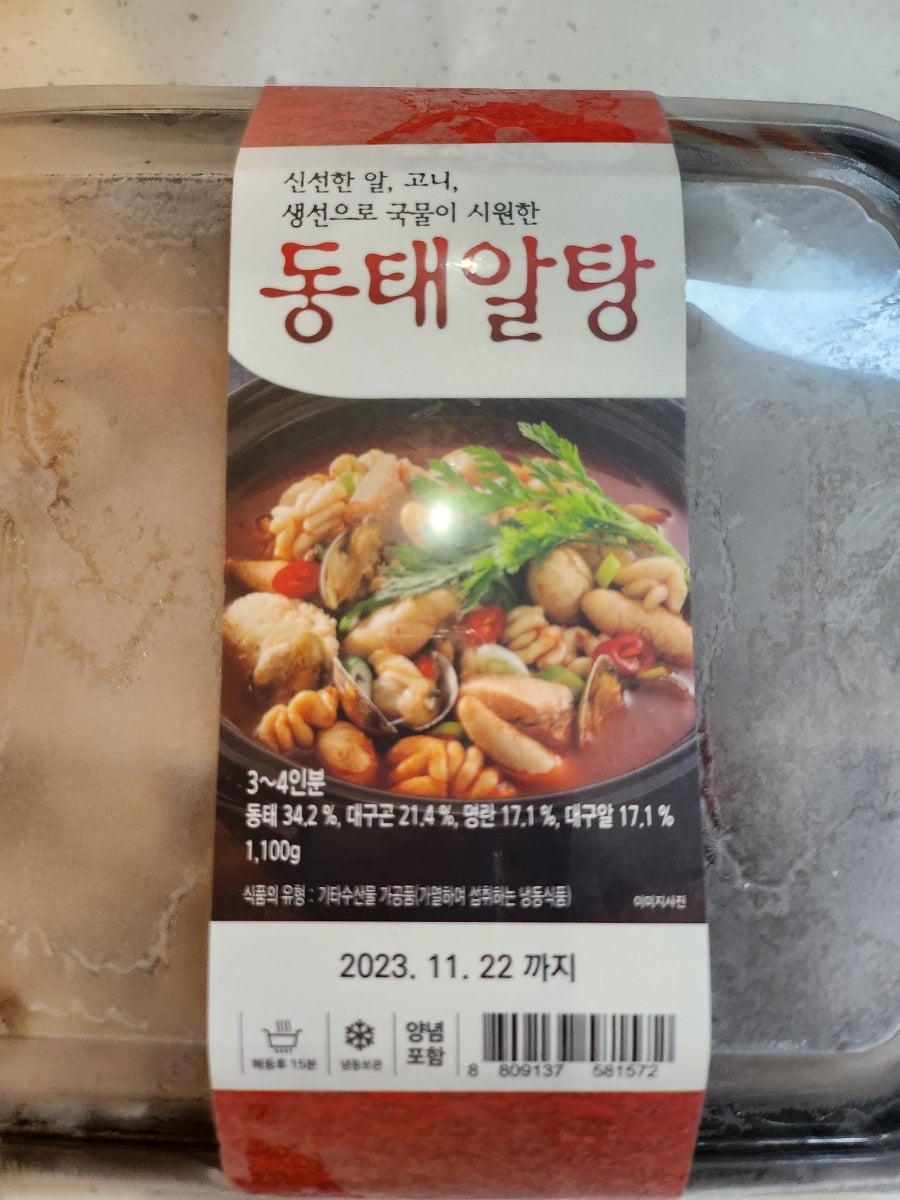 신선한 알, 고니,
생선으로 국물이 시원한
동태알탕
3~4인분
동태 34.2 %, 대구곤 21.4 %, 명란 17.1 %, 대구알 17.1 %
1,100g
식품의 유형 : 기타수산물 가공품(가열하여 섭취하는 냉동식품)
이미지사진
2023. 11. 22 까지
해동후 15분
냉동보관
양념
포함
8 809137 581572